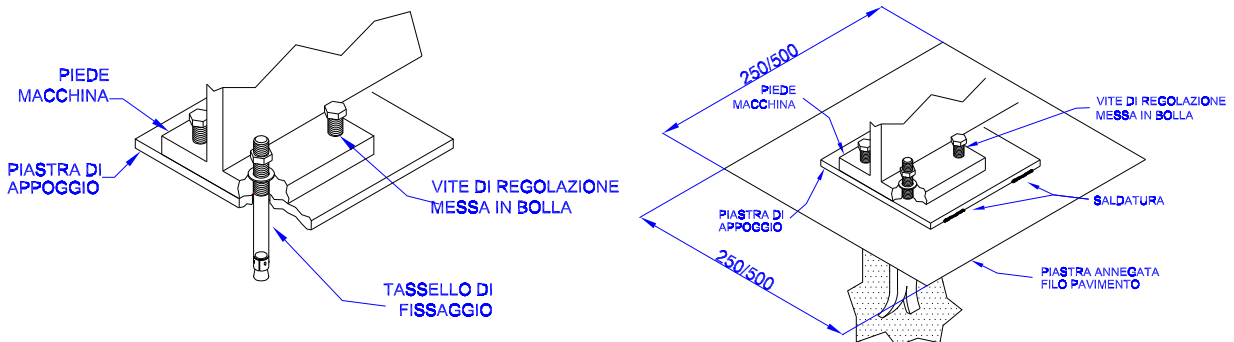 PIEDE
MACCHINA
PIASTRA DI
APPOGGIO
VITE DI REGOLAZIONE
MESSA IN BOLLA
TASSELLO DI
FISSAGGIO
250/500
PIEDE
MACCHINA
VITE DI REGOLAZIONE
MESSA IN BOLLA
PIASTRA DI
APPOGGIO
SALDATURA
250/500
PIASTRA ANNEGATA
FILO PAVIMENTO